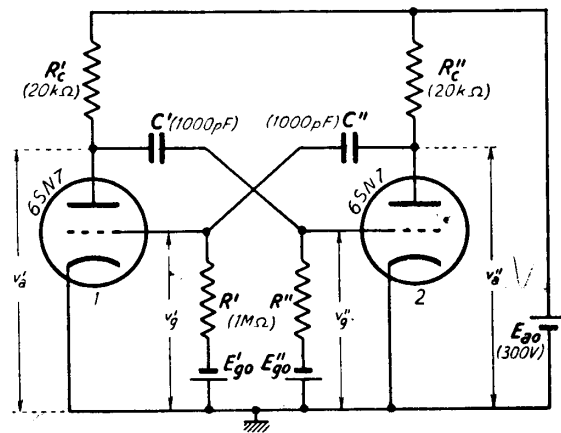 R'c
(20kΩ)
R"c
(20kΩ)
C' (1000pF)
(1000pF) C"
6SN7
6SN7
v'a
1
v'g
R'
(1MΩ)
R"
v"g
2
v"a
E'go
E"go
Eao
(300V)